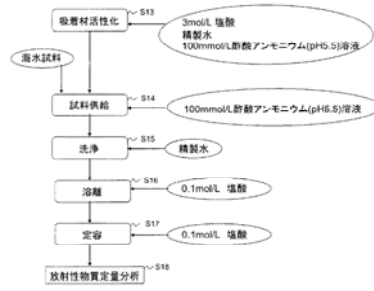 吸着材活性化
S13
3mol/L 塩酸
精製水
100mmol/L酢酸アンモニウム(pH5.5)溶液
海水試料
試料供給
S14
100mmol/L酢酸アンモニウム(pH5.5)溶液
洗浄
S15
精製水
溶離
S16
0.1mol/L 塩酸
定容
S17
0.1mol/L 塩酸
放射性物質定量分析
S18